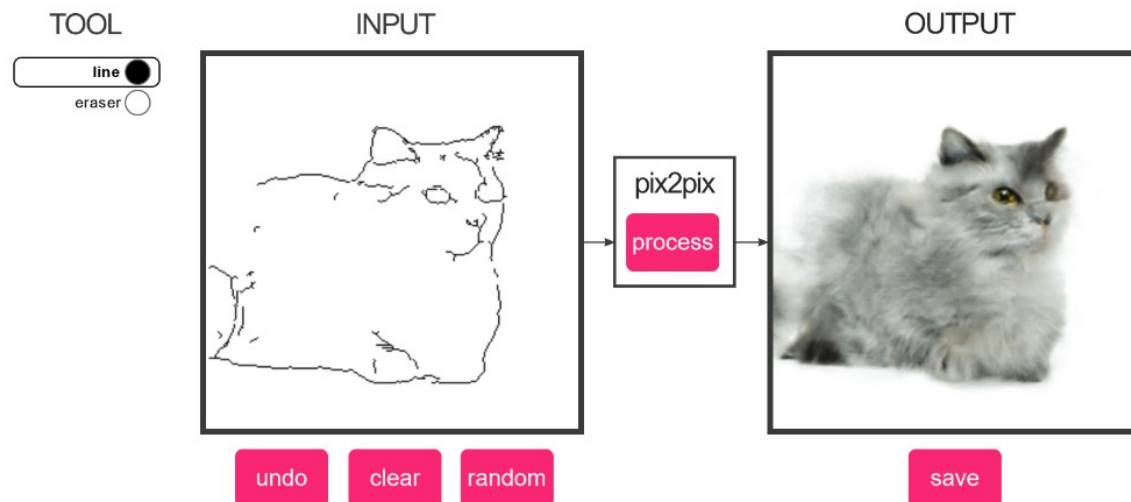 TOOL
line
eraser
INPUT
pix2pix
process
OUTPUT
undo
clear
random
save